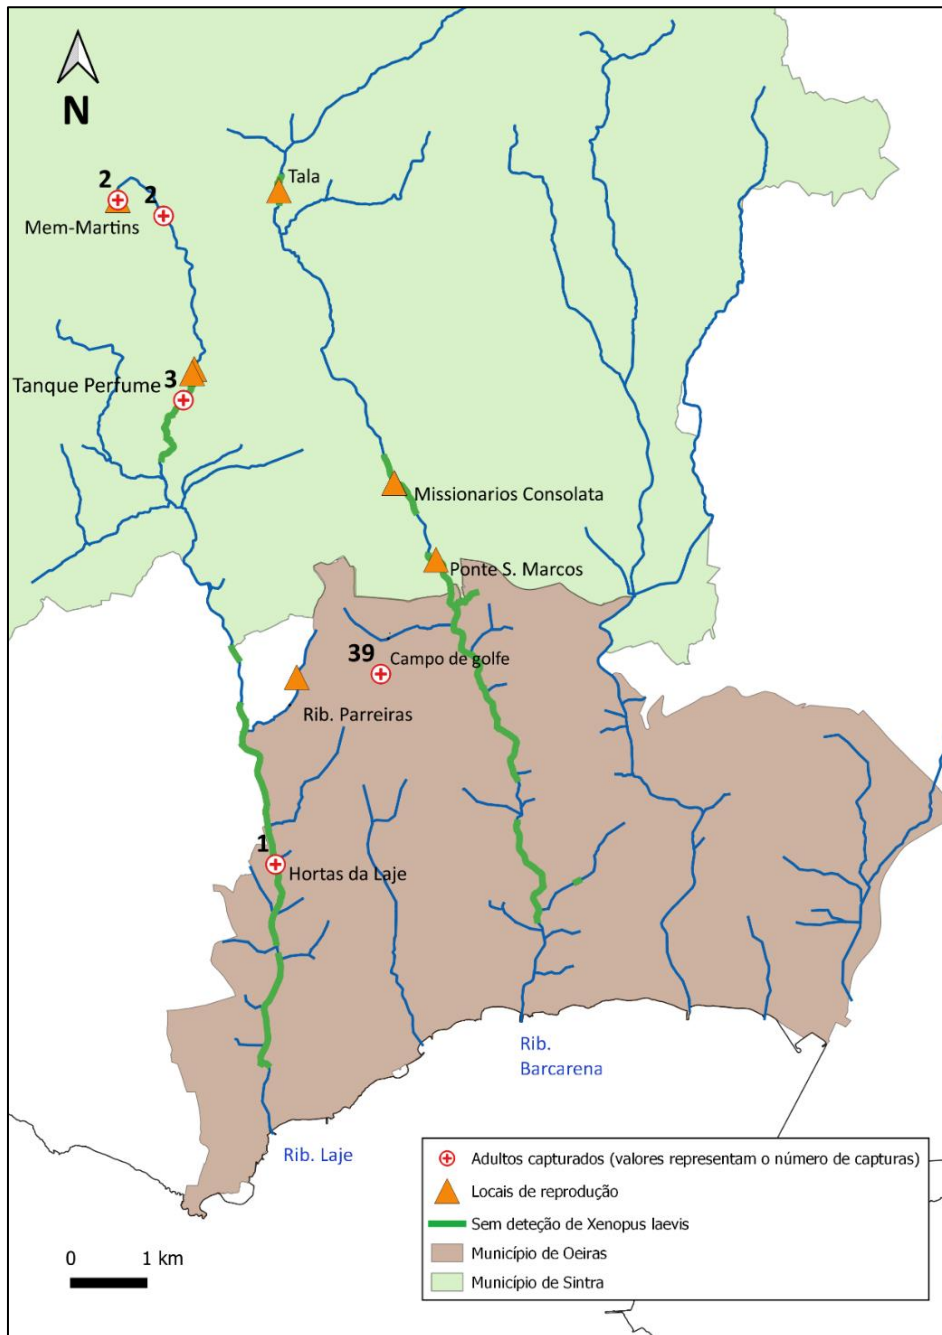 N
Tala
2
2
Mem-Martins
3
Tanque Perfume
Missionarios Consolata
Ponte S. Marcos
39
Campo de golfe
Rib. Parreiras
1
Hortas da Laje
Rib.
Barcarena
Rib. Laje
Adultos capturados (valores representam o número de capturas)
Locais de reprodução
Sem deteção de Xenopus laevis
Município de Oeiras
Município de Sintra
0 1 km